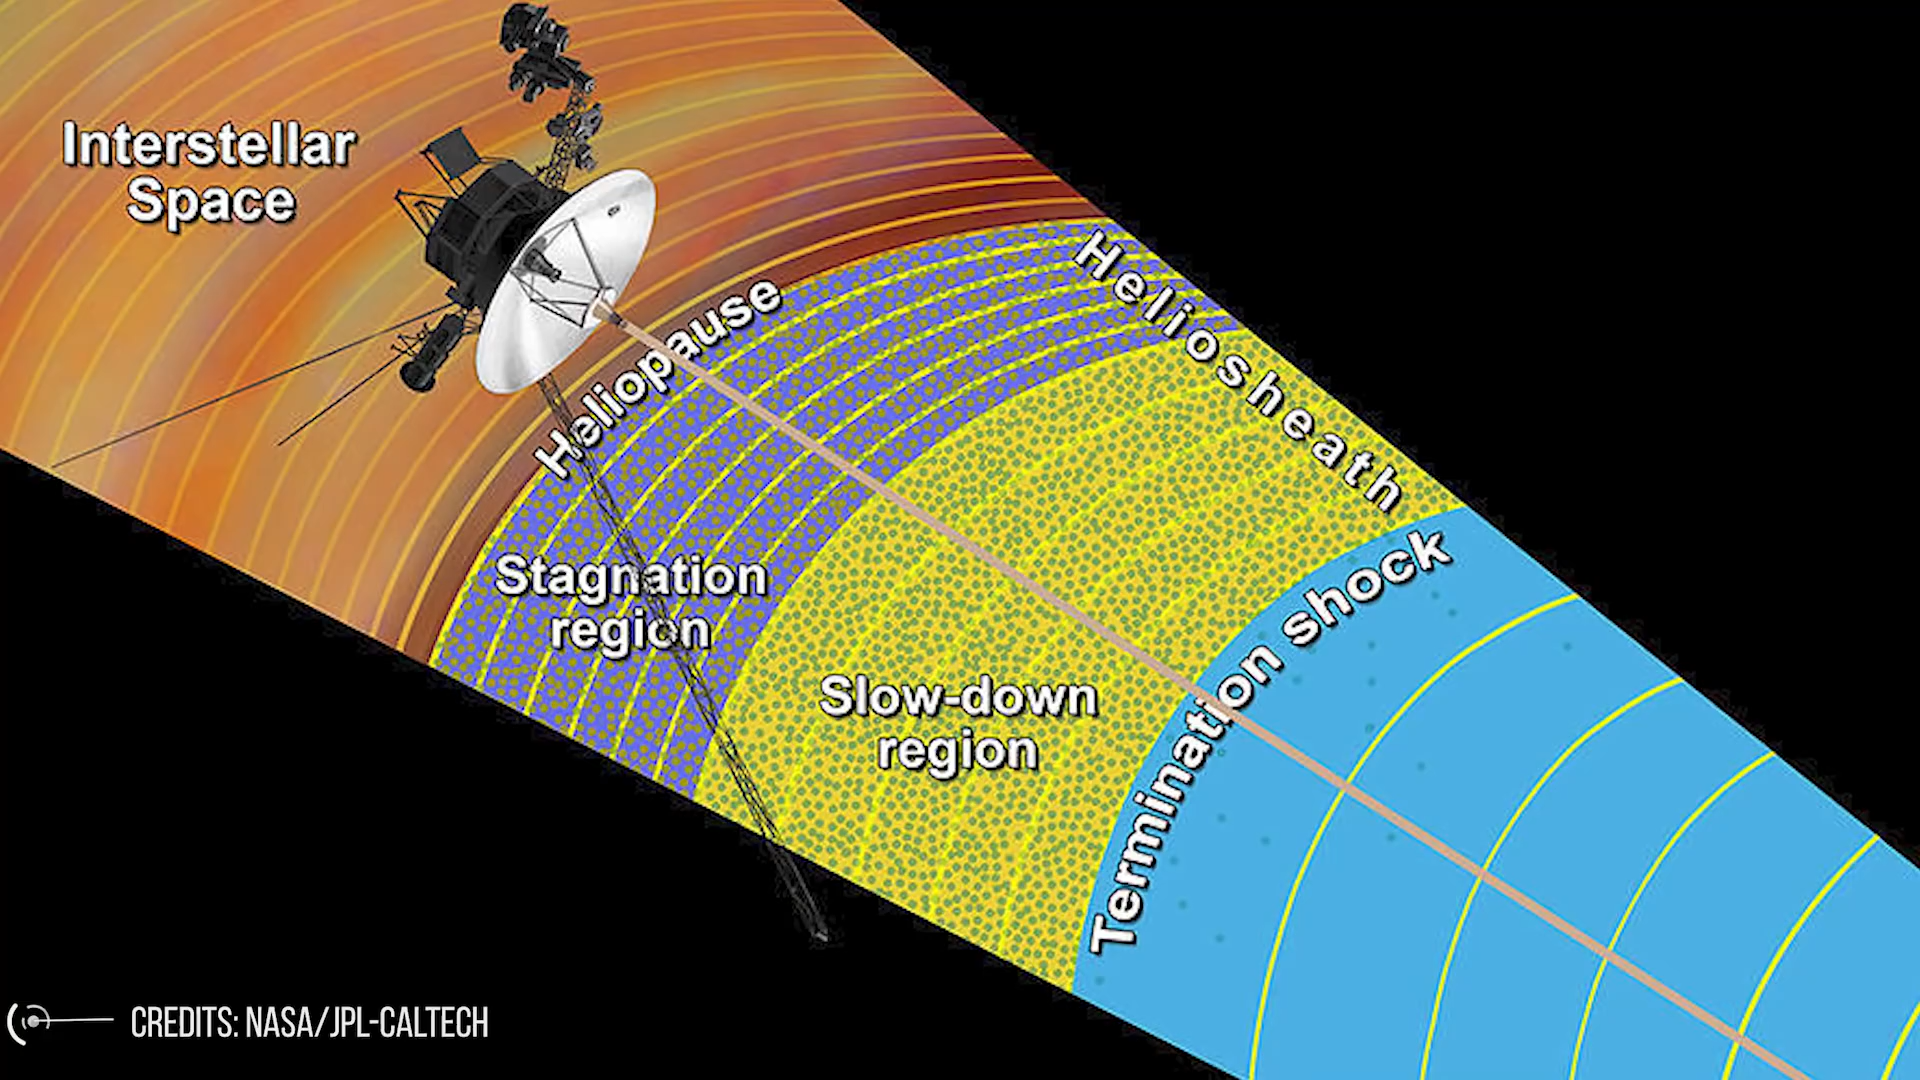 Interstellar
Space
Heliopause
Heliosheath
Stagnation
region
Slow-down
region
Termination shock
CREDITS: NASA/JPL-CALTECH